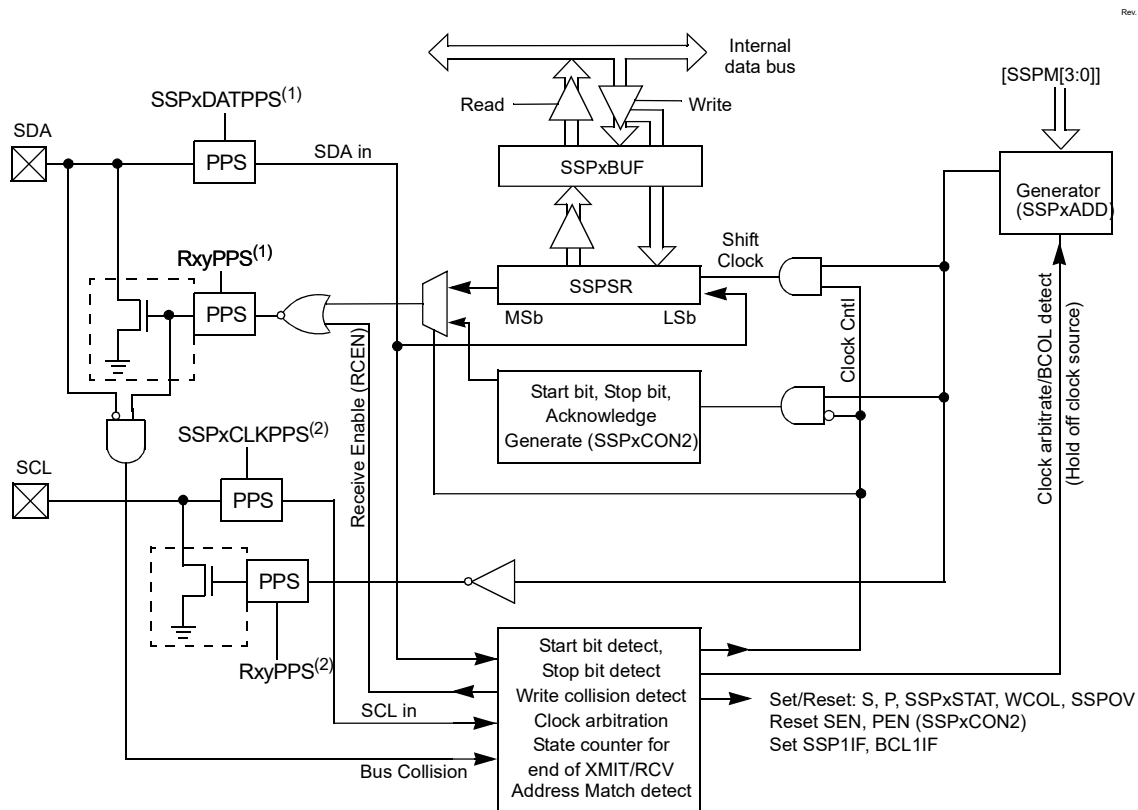 Rev.
Internal
data bus
[SSPM[3:0]]
Read
Write
SSPxDATPPS(1)
SDA
PPS
SDA in
SSPxBUF
Generator
(SSPxADD)
RxyPPS(1)
Shift
Clock
PPS
SSPSR
MSb
LSb
Clock Cntl
Receive Enable (RCEN)
Start bit, Stop bit,
Acknowledge
Generate (SSPxCON2)
Clock arbitrate/BCOL detect
(Hold off clock source)
SSPxCLKPPS(2)
SCL
PPS
PPS
RxyPPS(2)
SCL in
Bus Collision
Start bit detect,
Stop bit detect
Write collision detect
Clock arbitration
State counter for
end of XMIT/RCV
Address Match detect
Set/Reset: S, P, SSPxSTAT, WCOL, SSPOV
Reset SEN, PEN (SSPxCON2)
Set SSP1IF, BCL1IF